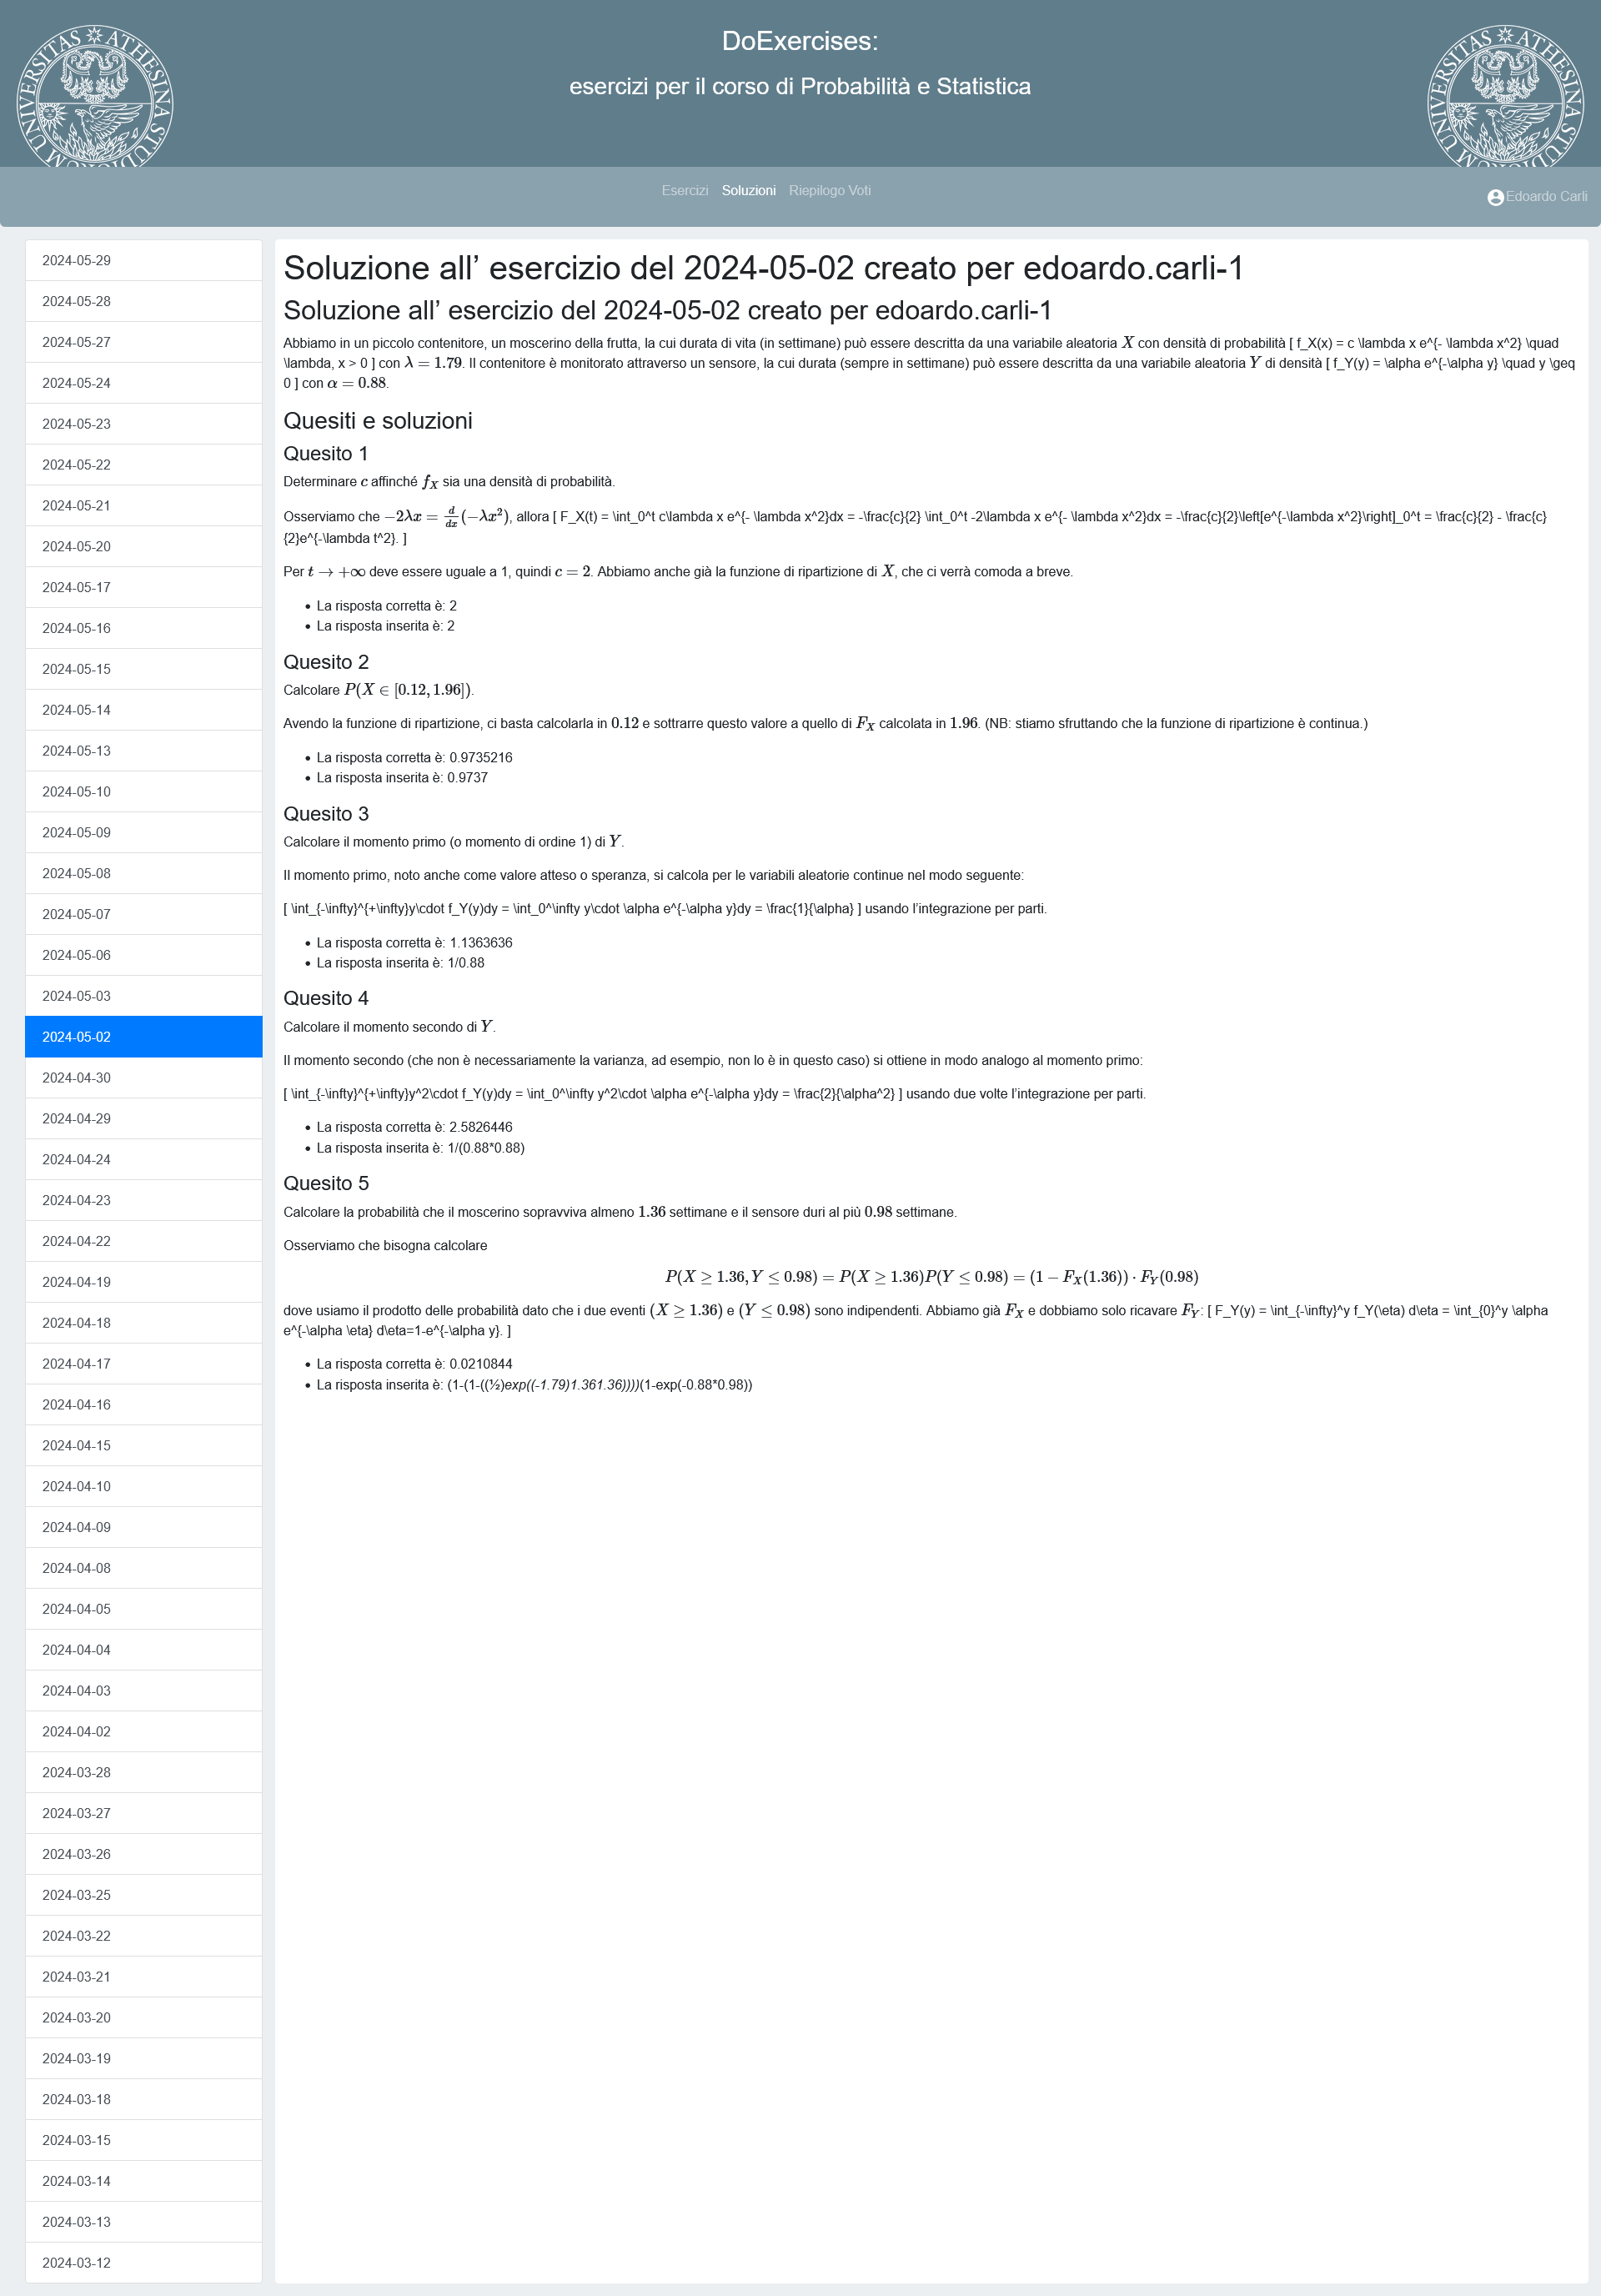 UNIVERSITAS ATHESINA STUDIORUM
DoExercises:
esercizi per il corso di Probabilità e Statistica
UNIVERSITAS ATHESINA STUDIORUM
Esercizi Soluzioni Riepilogo Voti
Edoardo Carli
2024-05-29
2024-05-28
2024-05-27
2024-05-24
2024-05-23
2024-05-22
2024-05-21
2024-05-20
2024-05-17
2024-05-16
2024-05-15
2024-05-14
2024-05-13
2024-05-10
2024-05-09
2024-05-08
2024-05-07
2024-05-06
2024-05-03
2024-05-02
2024-04-30
2024-04-29
2024-04-24
2024-04-23
2024-04-22
2024-04-19
2024-04-18
2024-04-17
2024-04-16
2024-04-15
2024-04-10
2024-04-09
2024-04-08
2024-04-05
2024-04-04
2024-04-03
2024-04-02
2024-03-28
2024-03-27
2024-03-26
2024-03-25
2024-03-22
2024-03-21
2024-03-20
2024-03-19
2024-03-18
2024-03-15
2024-03-14
2024-03-13
2024-03-12
Soluzione all’ esercizio del 2024-05-02 creato per edoardo.carli-1
Soluzione all’ esercizio del 2024-05-02 creato per edoardo.carli-1
Abbiamo in un piccolo contenitore, un moscerino della frutta, la cui durata di vita (in settimane) può essere descritta da una variabile aleatoria X con densità di probabilità [ f_X(x) = c \lambda x e^{- \lambda x^2} \quad
\lambda, x > 0 ] con λ = 1.79. Il contenitore è monitorato attraverso un sensore, la cui durata (sempre in settimane) può essere descritta da una variabile aleatoria Y di densità [ f_Y(y) = \alpha e^{-\alpha y} \quad y \geq
0 ] con α = 0.88.
Quesiti e soluzioni
Quesito 1
Determinare c affinché f_X sia una densità di probabilità.
Osserviamo che −2λx = d/dx(−λx²), allora [ F_X(t) = \int_0^t c\lambda x e^{- \lambda x^2}dx = -\frac{c}{2} \int_0^t -2\lambda x e^{- \lambda x^2}dx = -\frac{c}{2}\left[e^{-\lambda x^2}\right]_0^t = \frac{c}{2} - \frac{c}
{2}e^{-\lambda t^2}. ]
Per t → +∞ deve essere uguale a 1, quindi c = 2. Abbiamo anche già la funzione di ripartizione di X, che ci verrà comoda a breve.
• La risposta corretta è: 2
• La risposta inserita è: 2
Quesito 2
Calcolare P(X ∈ [0.12, 1.96]).
Avendo la funzione di ripartizione, ci basta calcolarla in 0.12 e sottrarre questo valore a quello di F_X calcolata in 1.96. (NB: stiamo sfruttando che la funzione di ripartizione è continua.)
• La risposta corretta è: 0.9735216
• La risposta inserita è: 0.9737
Quesito 3
Calcolare il momento primo (o momento di ordine 1) di Y.
Il momento primo, noto anche come valore atteso o speranza, si calcola per le variabili aleatorie continue nel modo seguente:
[ \int_{-\infty}^{+\infty}y\cdot f_Y(y)dy = \int_0^\infty y\cdot \alpha e^{-\alpha y}dy = \frac{1}{\alpha} ] usando l’integrazione per parti.
• La risposta corretta è: 1.1363636
• La risposta inserita è: 1/0.88
Quesito 4
Calcolare il momento secondo di Y.
Il momento secondo (che non è necessariamente la varianza, ad esempio, non lo è in questo caso) si ottiene in modo analogo al momento primo:
[ \int_{-\infty}^{+\infty}y^2\cdot f_Y(y)dy = \int_0^\infty y^2\cdot \alpha e^{-\alpha y}dy = \frac{2}{\alpha^2} ] usando due volte l’integrazione per parti.
• La risposta corretta è: 2.5826446
• La risposta inserita è: 1/(0.88*0.88)
Quesito 5
Calcolare la probabilità che il moscerino sopravviva almeno 1.36 settimane e il sensore duri al più 0.98 settimane.
Osserviamo che bisogna calcolare
P(X ≥ 1.36, Y ≤ 0.98) = P(X ≥ 1.36)P(Y ≤ 0.98) = (1 − F_X(1.36)) · F_Y(0.98)
dove usiamo il prodotto delle probabilità dato che i due eventi (X ≥ 1.36) e (Y ≤ 0.98) sono indipendenti. Abbiamo già F_X e dobbiamo solo ricavare F_Y: [ F_Y(y) = \int_{-\infty}^y f_Y(\eta) d\eta = \int_{0}^y \alpha
e^{-\alpha \eta} d\eta=1-e^{-\alpha y}. ]
• La risposta corretta è: 0.0210844
• La risposta inserita è: (1-(1-((½)exp((-1.79)1.361.36))))(1-exp(-0.88*0.98))